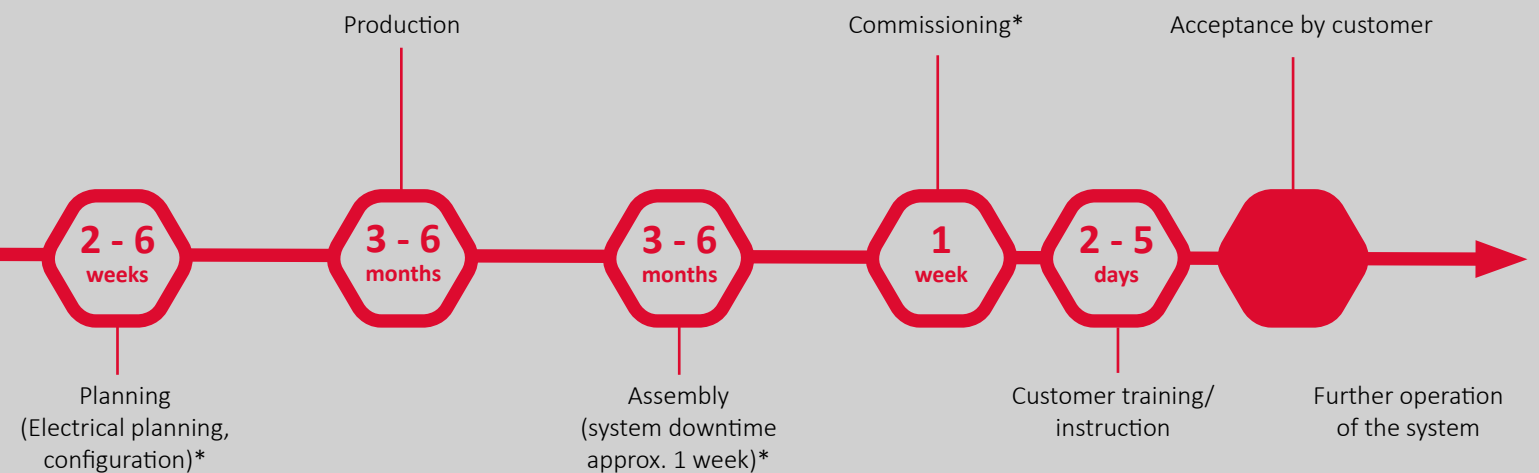 Production
Commissioning*
Acceptance by customer
2 - 6
weeks
3 - 6
months
3 - 6
months
1
week
2 - 5
days
Planning
(Electrical planning,
configuration)*
Assembly
(system downtime
approx. 1 week)*
Customer training/
instruction
Further operation
of the system